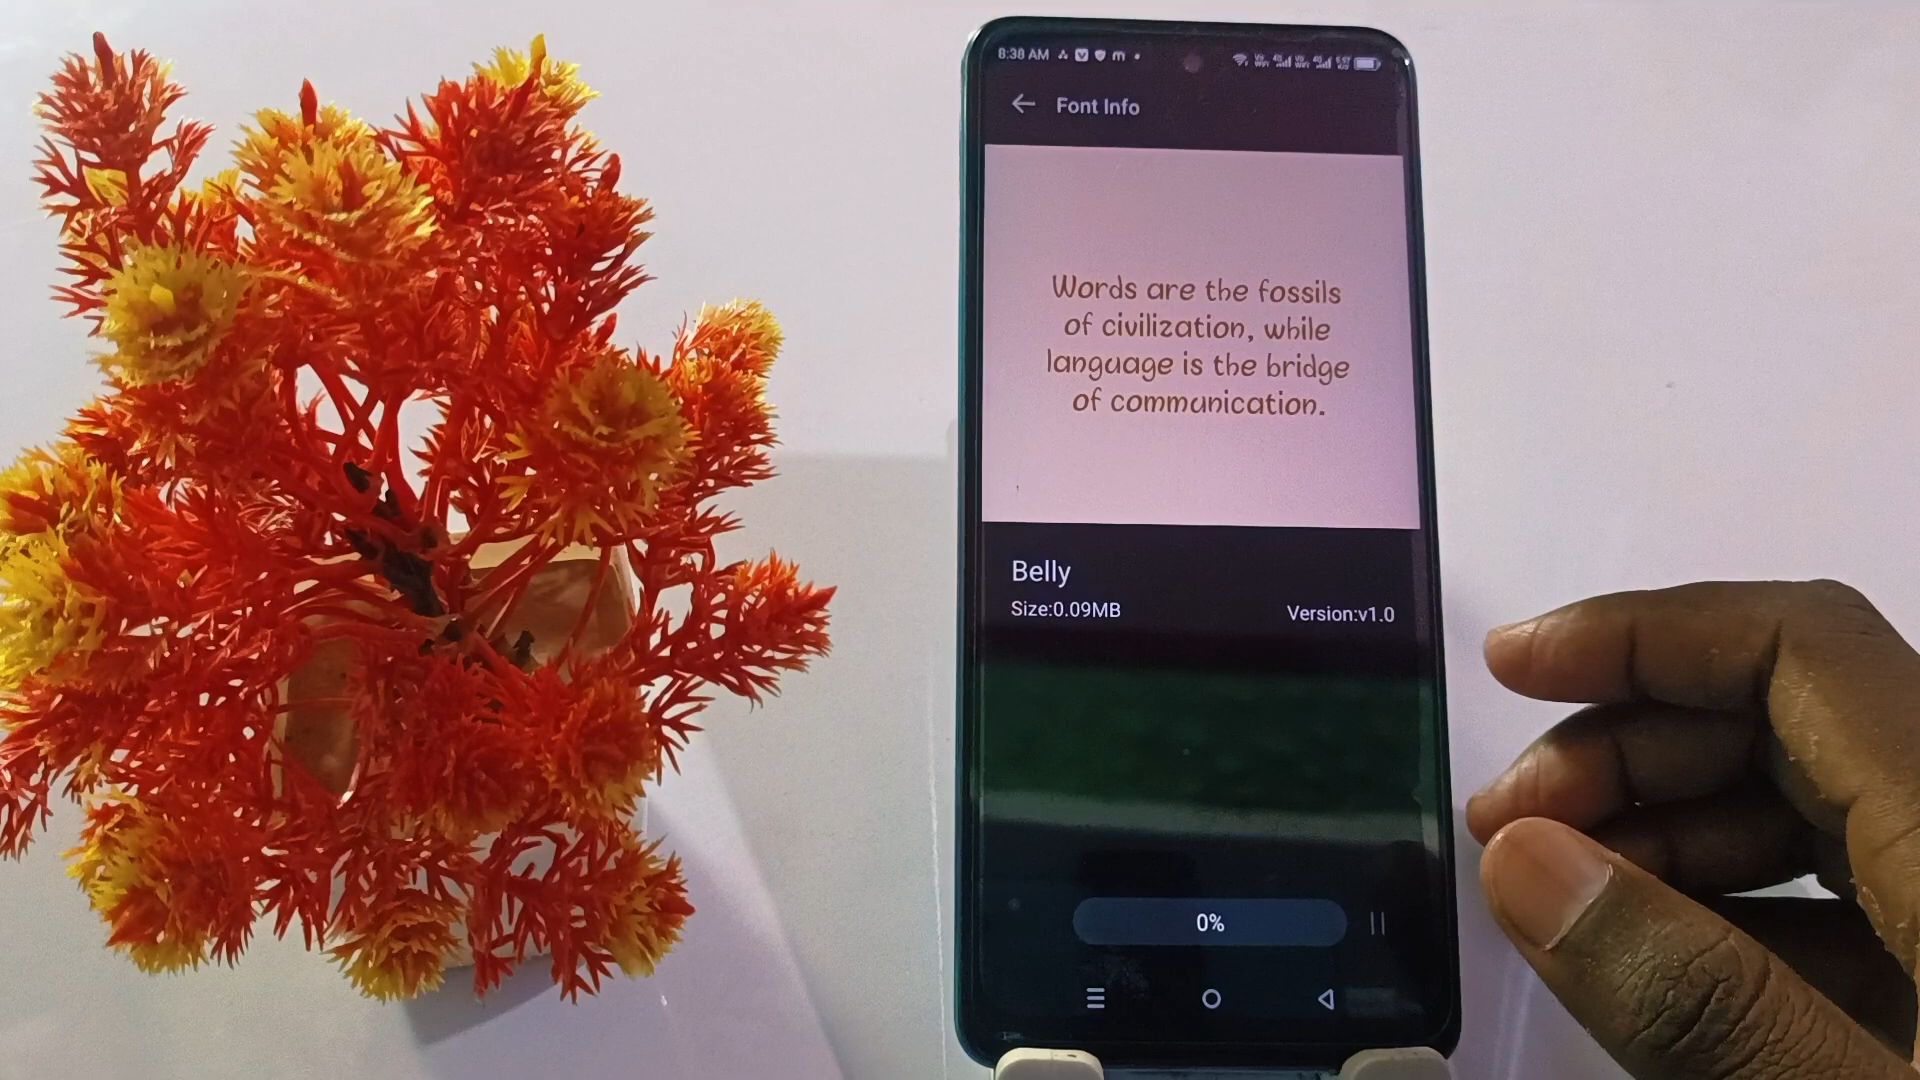 8:38 AM
Font Info
Words are the fossils
of civilization, while
language is the bridge
of communication.
Belly
Size:0.09MB
Version:v1.0
0%